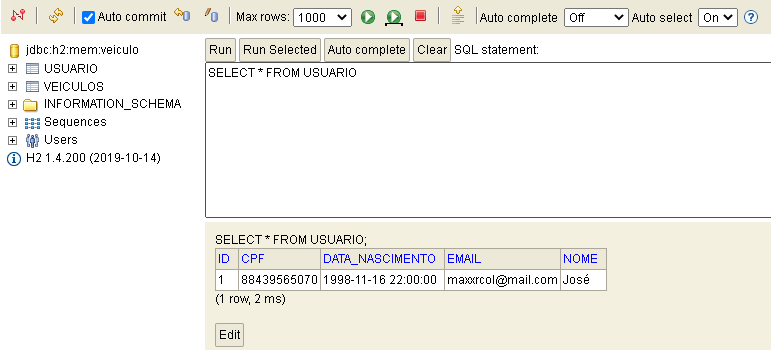 Auto commit Max rows: 1000 Auto complete Off Auto select On
jdbc:h2:mem:veiculo
USUARIO
VEICULOS
INFORMATION_SCHEMA
Sequences
Users
H2 1.4.200 (2019-10-14)
Run Run Selected Auto complete Clear SQL statement:
SELECT * FROM USUARIO
SELECT * FROM USUARIO;
ID CPF DATA_NASCIMENTO EMAIL NOME
1 88439565070 1998-11-16 22:00:00 maxxrcol@mail.com José
(1 row, 2 ms)
Edit